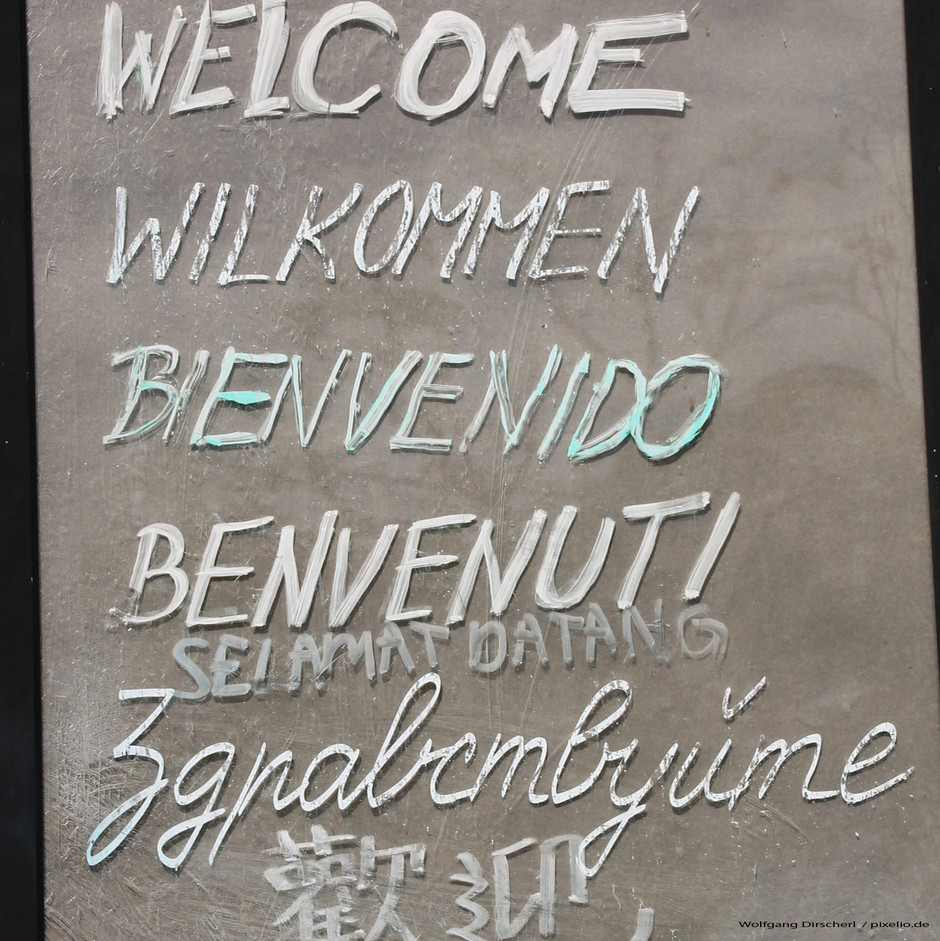 WELCOME
WILKOMMEN
BIENVENIDO
BENVENUTI
SELAMAT DATANG
Здравствуйте
歡迎
Wolfgang Dirscherl / pixelio.de